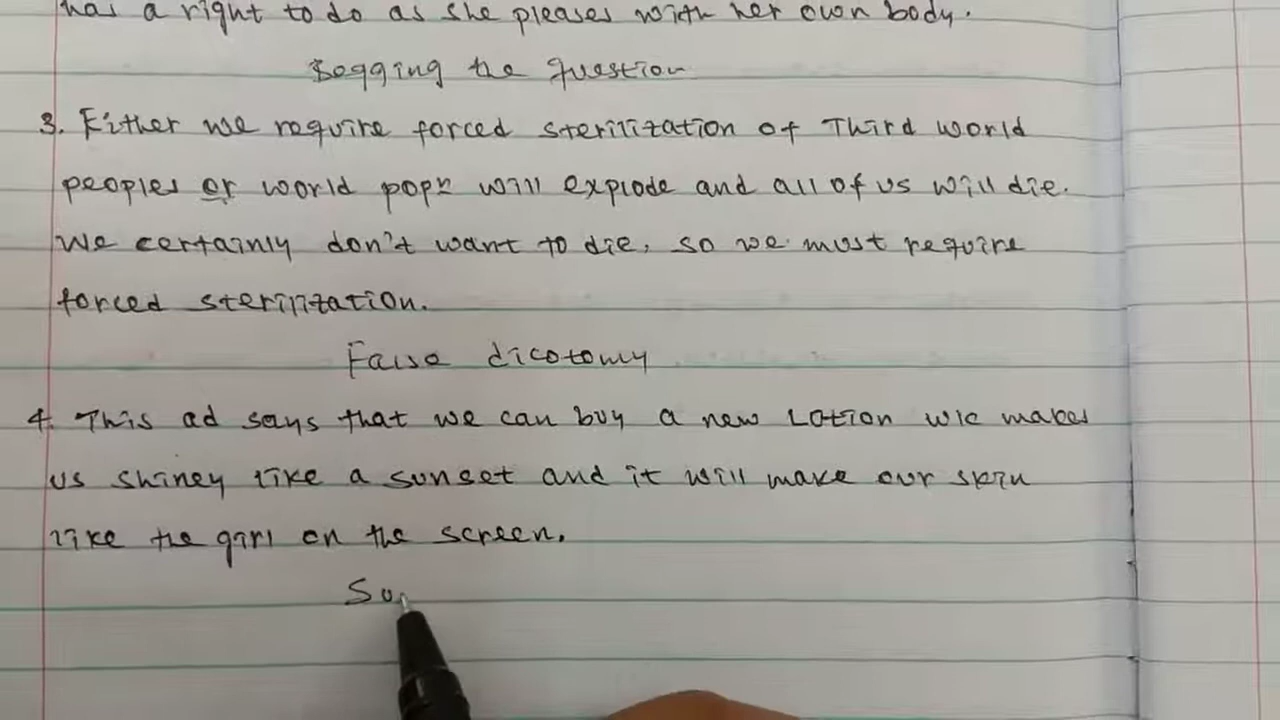 has a right to do as she pleases with her own body.
Begging the question
3. Either we require forced sterilization of Third world
peoples or world popn will explode and all of us will die.
We certainly don't want to die, so we must require
forced sterilization.
False dicotomy
4. This ad says that we can buy a new Lotion wic makes
us shiney like a sunset and it will make our skin
like the girl on the screen.
Su